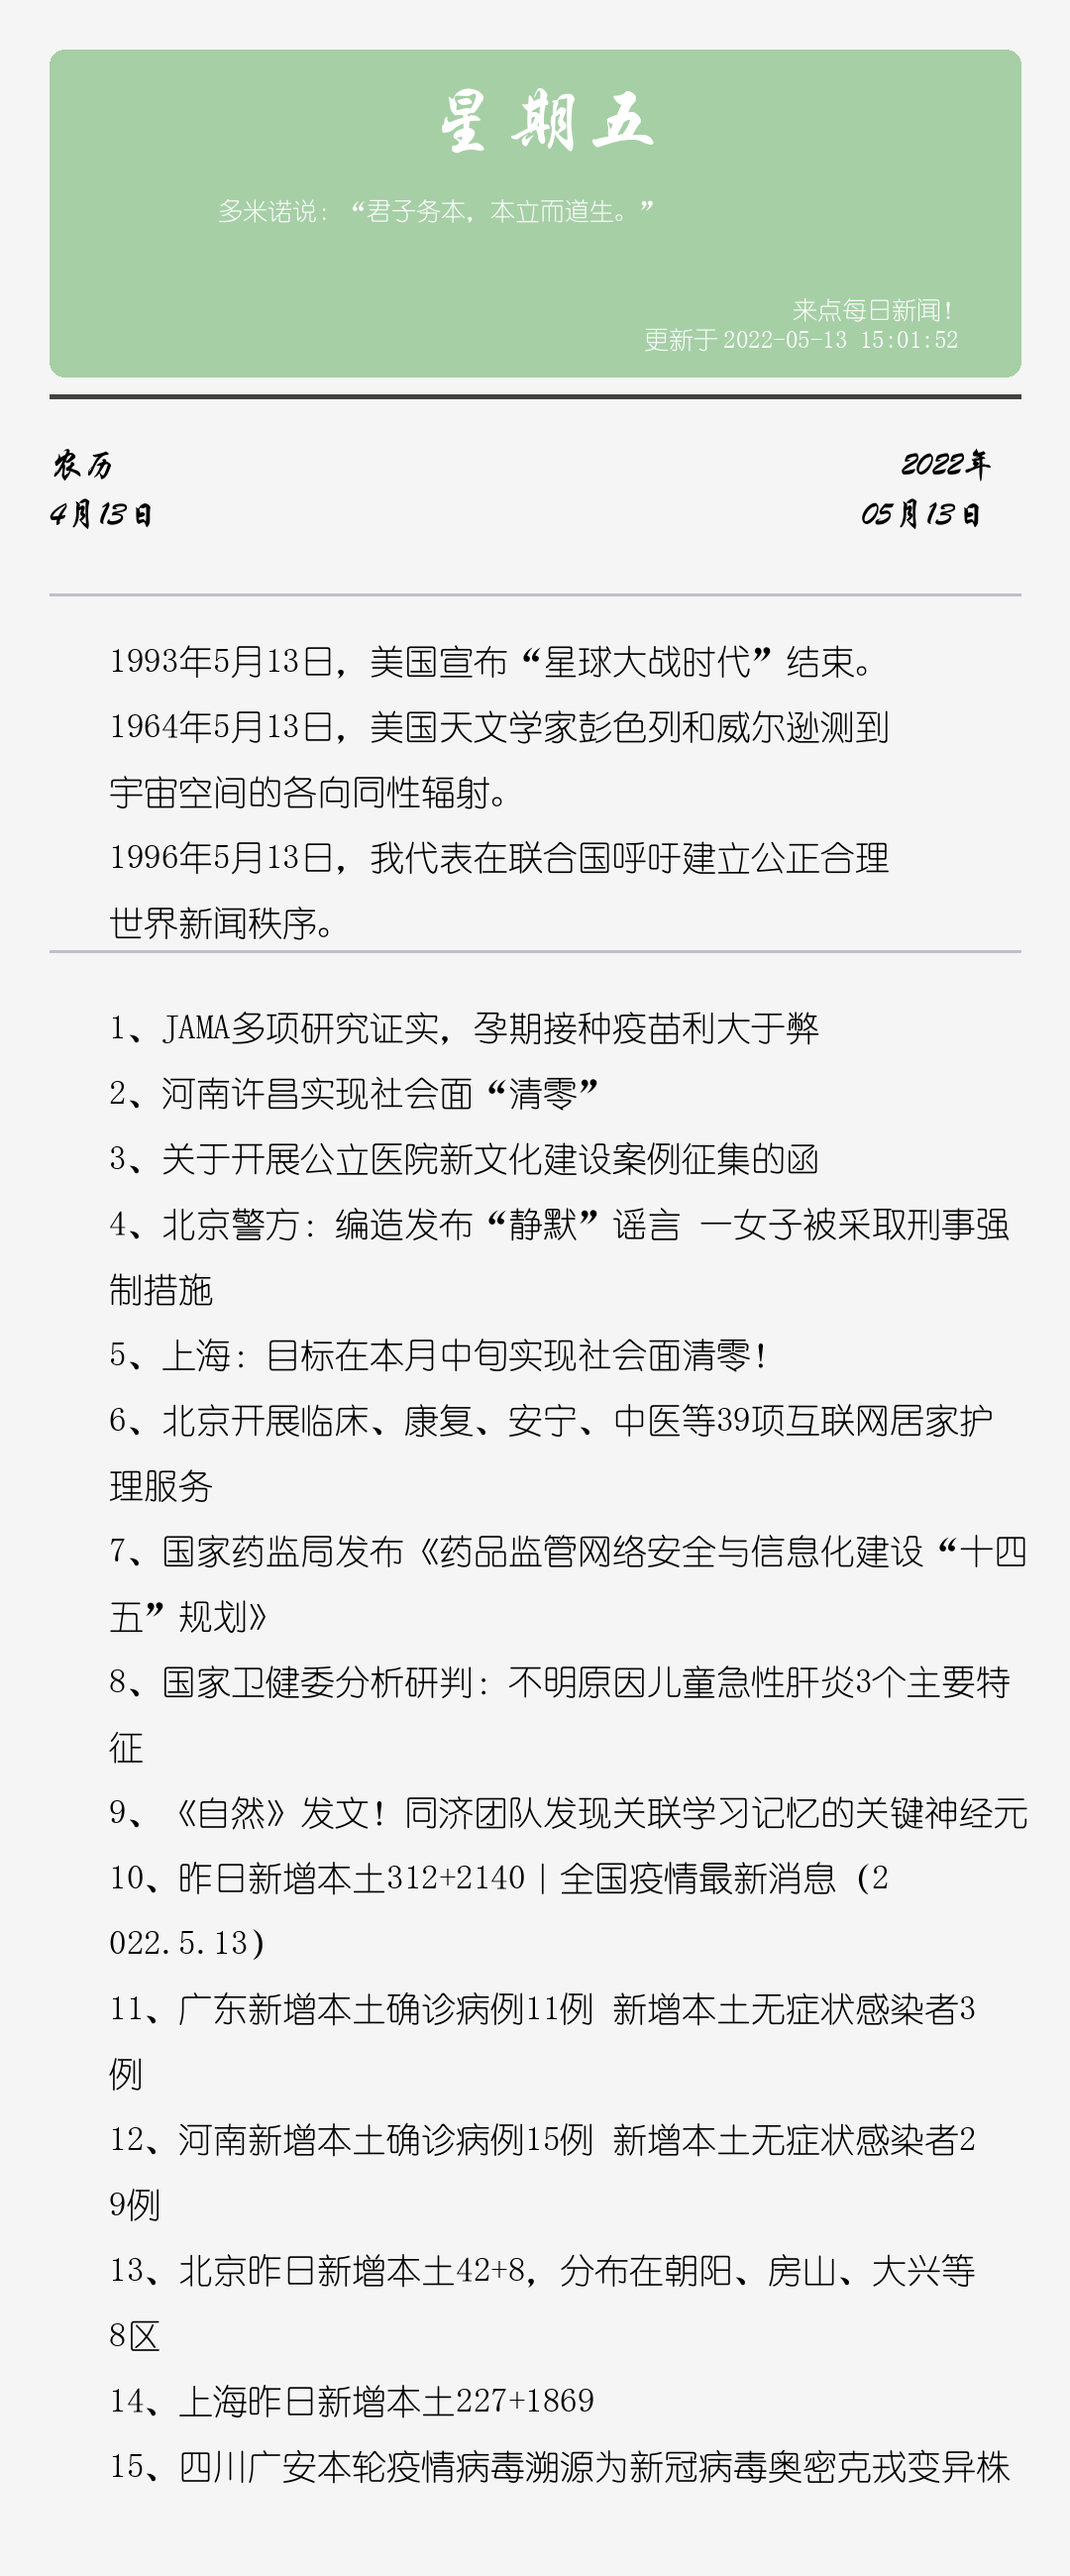 星期五
多米诺说：“君子务本，本立而道生。”
来点每日新闻！
更新于 2022-05-13 15:01:52
农历
2022年
4月13日
05月13日
1993年5月13日，美国宣布“星球大战时代”结束。
1964年5月13日，美国天文学家彭色列和威尔逊测到
宇宙空间的各向同性辐射。
1996年5月13日，我代表在联合国呼吁建立公正合理
世界新闻秩序。
1、JAMA多项研究证实，孕期接种疫苗利大于弊
2、河南许昌实现社会面“清零”
3、关于开展公立医院新文化建设案例征集的函
4、北京警方：编造发布“静默”谣言 一女子被采取刑事强
制措施
5、上海：目标在本月中旬实现社会面清零！
6、北京开展临床、康复、安宁、中医等39项互联网居家护
理服务
7、国家药监局发布《药品监管网络安全与信息化建设“十四
五”规划》
8、国家卫健委分析研判：不明原因儿童急性肝炎3个主要特
征
9、《自然》发文！同济团队发现关联学习记忆的关键神经元
10、昨日新增本土312+2140｜全国疫情最新消息（2
022.5.13）
11、广东新增本土确诊病例11例 新增本土无症状感染者3
例
12、河南新增本土确诊病例15例 新增本土无症状感染者2
9例
13、北京昨日新增本土42+8，分布在朝阳、房山、大兴等
8区
14、上海昨日新增本土227+1869
15、四川广安本轮疫情病毒溯源为新冠病毒奥密克戎变异株